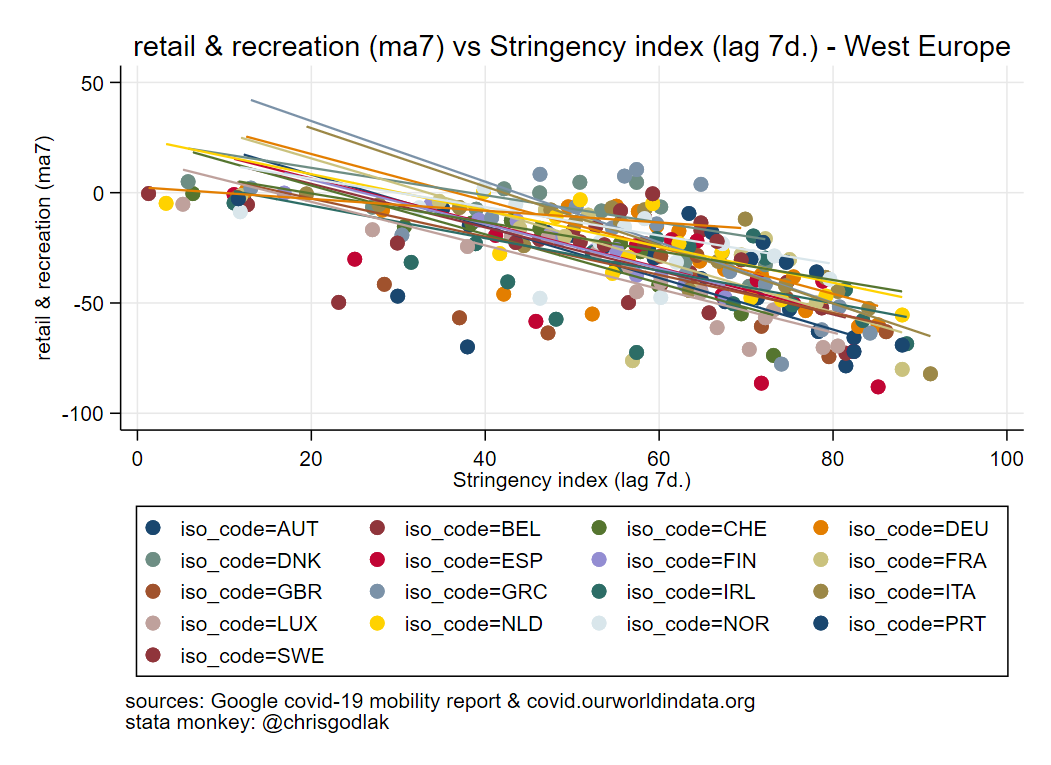 retail & recreation (ma7) vs Stringency index (lag 7d.) - West Europe
retail & recreation (ma7)
50
0
-50
-100
0 20 40 60 80 100
Stringency index (lag 7d.)
iso_code=AUT iso_code=BEL iso_code=CHE iso_code=DEU
iso_code=DNK iso_code=ESP iso_code=FIN iso_code=FRA
iso_code=GBR iso_code=GRC iso_code=IRL iso_code=ITA
iso_code=LUX iso_code=NLD iso_code=NOR iso_code=PRT
iso_code=SWE
sources: Google covid-19 mobility report & covid.ourworldindata.org
stata monkey: @chrisgodlak